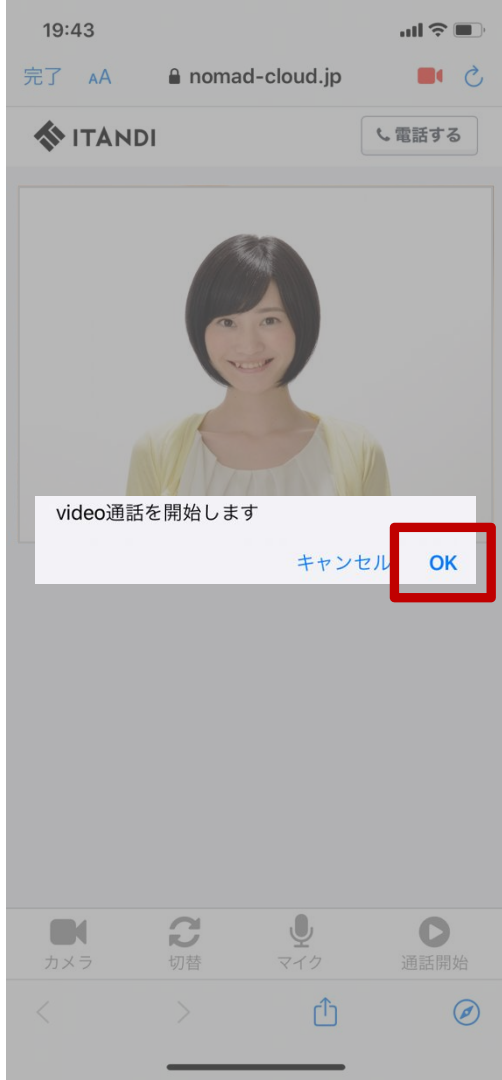 19:43
完了 AA nomad-cloud.jp
ITANDI 電話する
video通話を開始します
キャンセル OK
カメラ 切替 マイク 通話開始